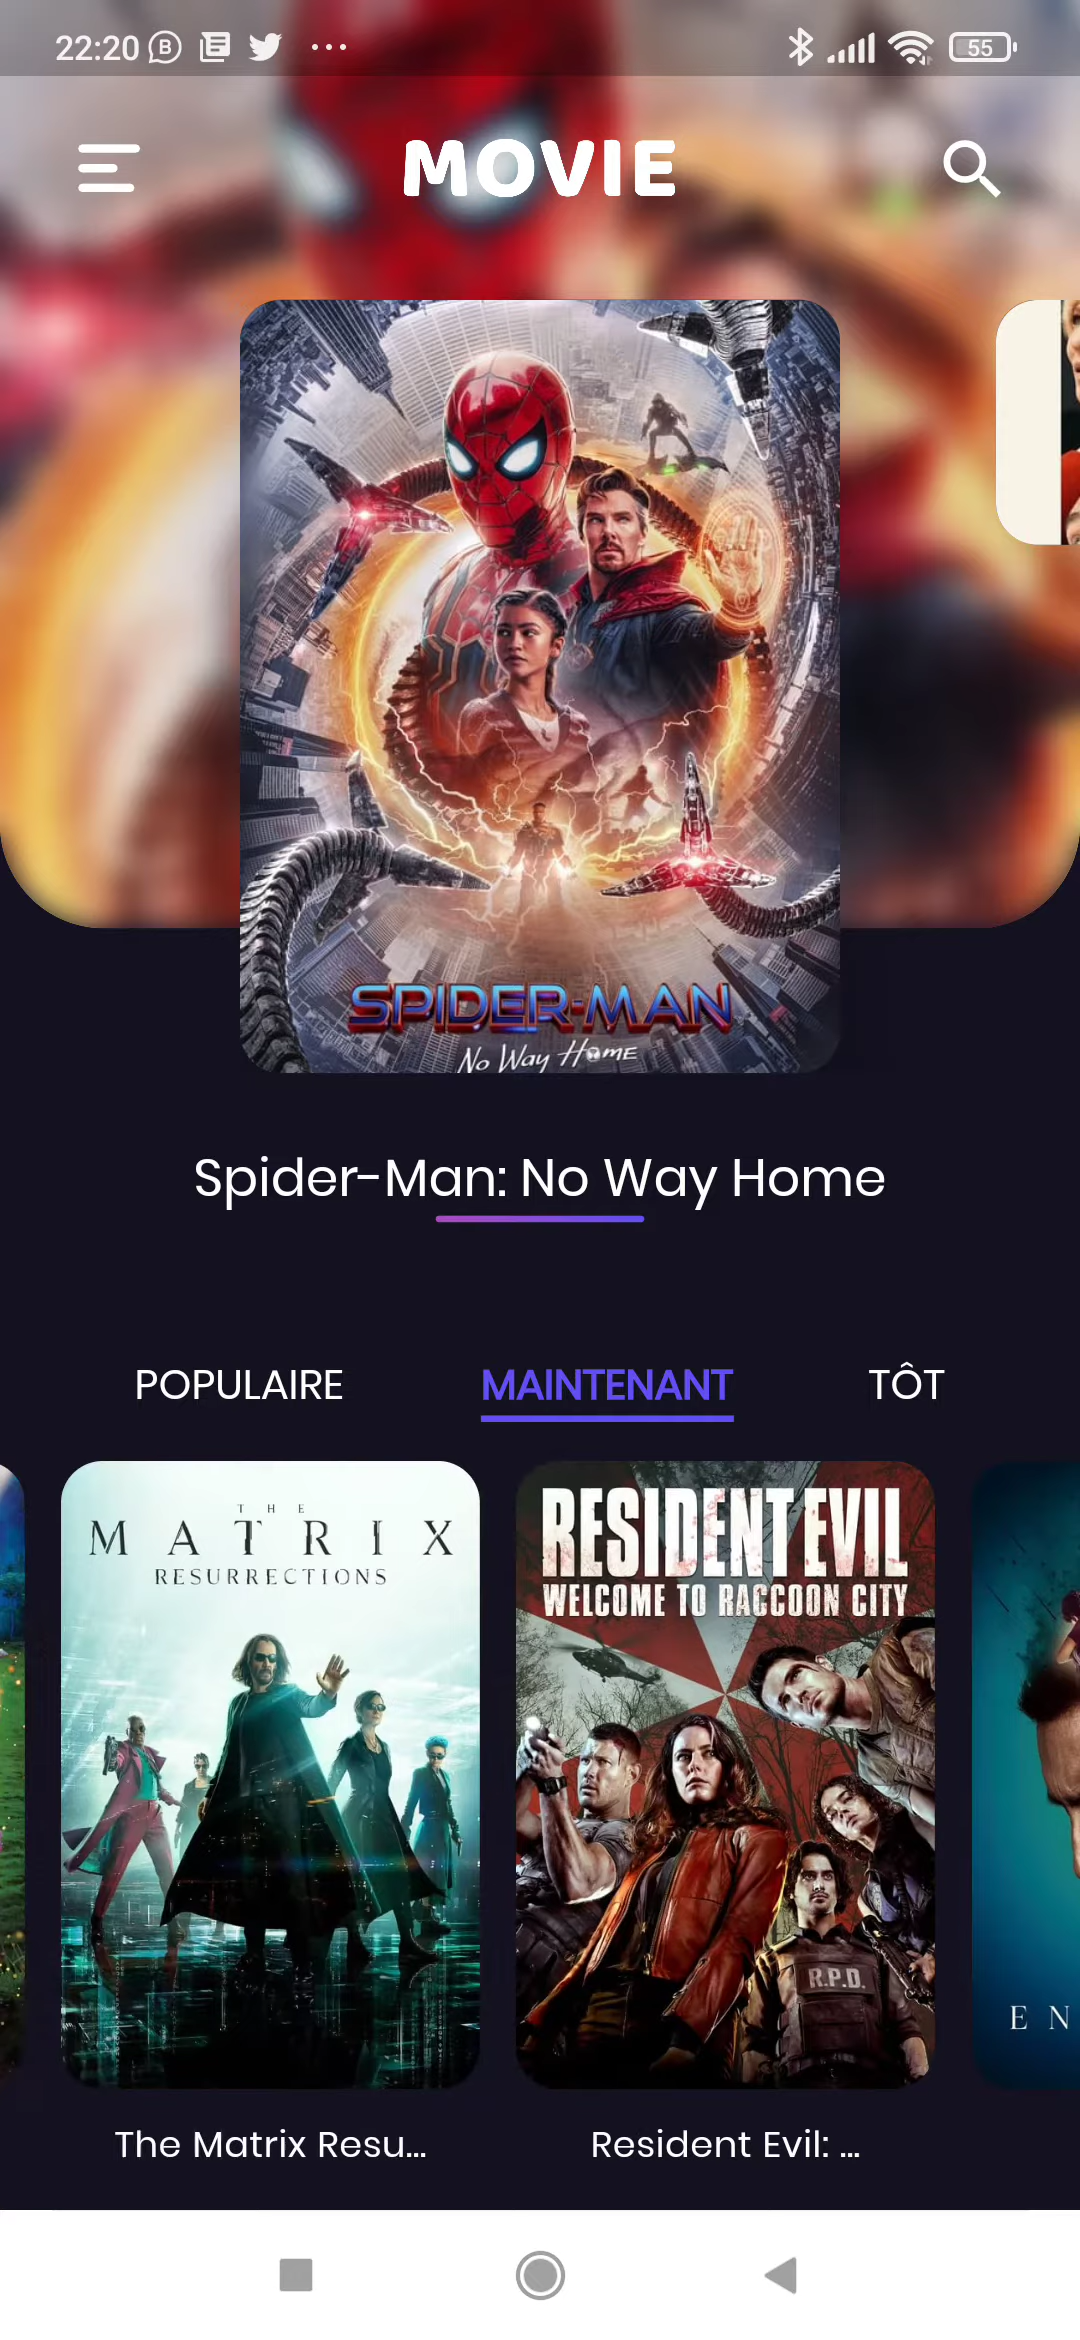 22:20
55
MOVIE
SPIDER-MAN
No Way Home
Spider-Man: No Way Home
POPULAIRE MAINTENANT TÔT
THE
MATRIX
RESURRECTIONS
RESIDENT EVIL
WELCOME TO RACCOON CITY
R.P.D.
EN
The Matrix Resu...
Resident Evil: ...